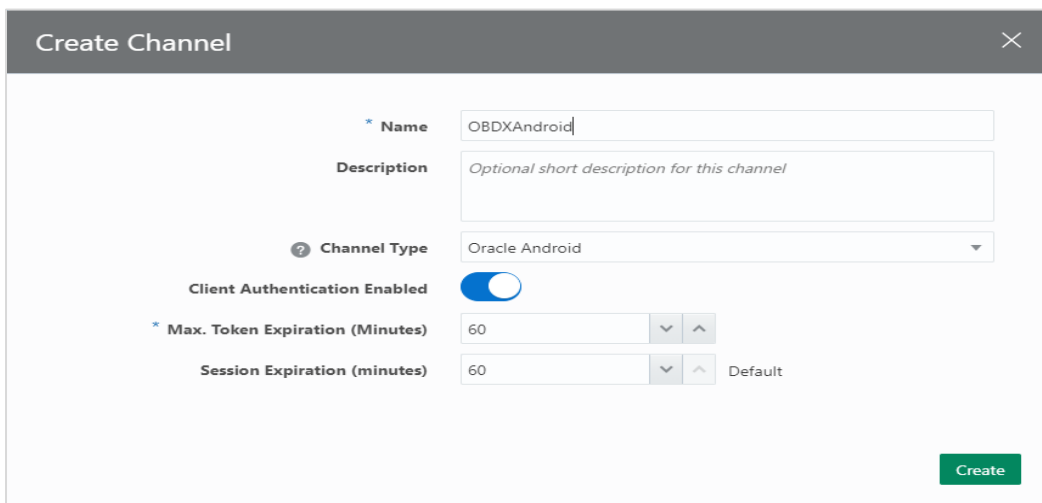 Create Channel
* Name OBDXAndroid
Description Optional short description for this channel
? Channel Type Oracle Android
Client Authentication Enabled
* Max. Token Expiration (Minutes) 60
Session Expiration (minutes) 60 Default
Create